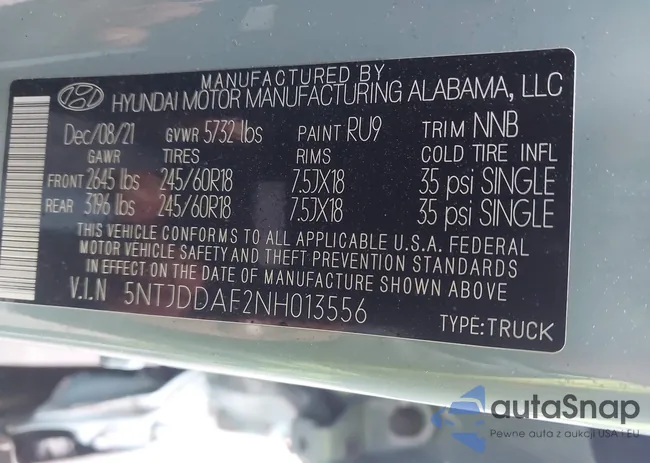 MANUFACTURED BY
HYUNDAI MOTOR MANUFACTURING ALABAMA, LLC
Dec/08/21 GVWR 5732 lbs PAINT RU9 TRIM NNB
GAWR TIRES RIMS COLD TIRE INFL
FRONT 2645 lbs 245/60R18 7.5JX18 35 psi SINGLE
REAR 3196 lbs 245/60R18 7.5JX18 35 psi SINGLE
THIS VEHICLE CONFORMS TO ALL APPLICABLE U.S.A. FEDERAL
MOTOR VEHICLE SAFETY AND THEFT PREVENTION STANDARDS
IN EFFECT ON THE DATE OF MANUFACTURE SHOWN ABOVE
V.I.N 5NTJDDAF2NH013556
TYPE:TRUCK
autaSnap
Pewne auta z aukcji USA i EU